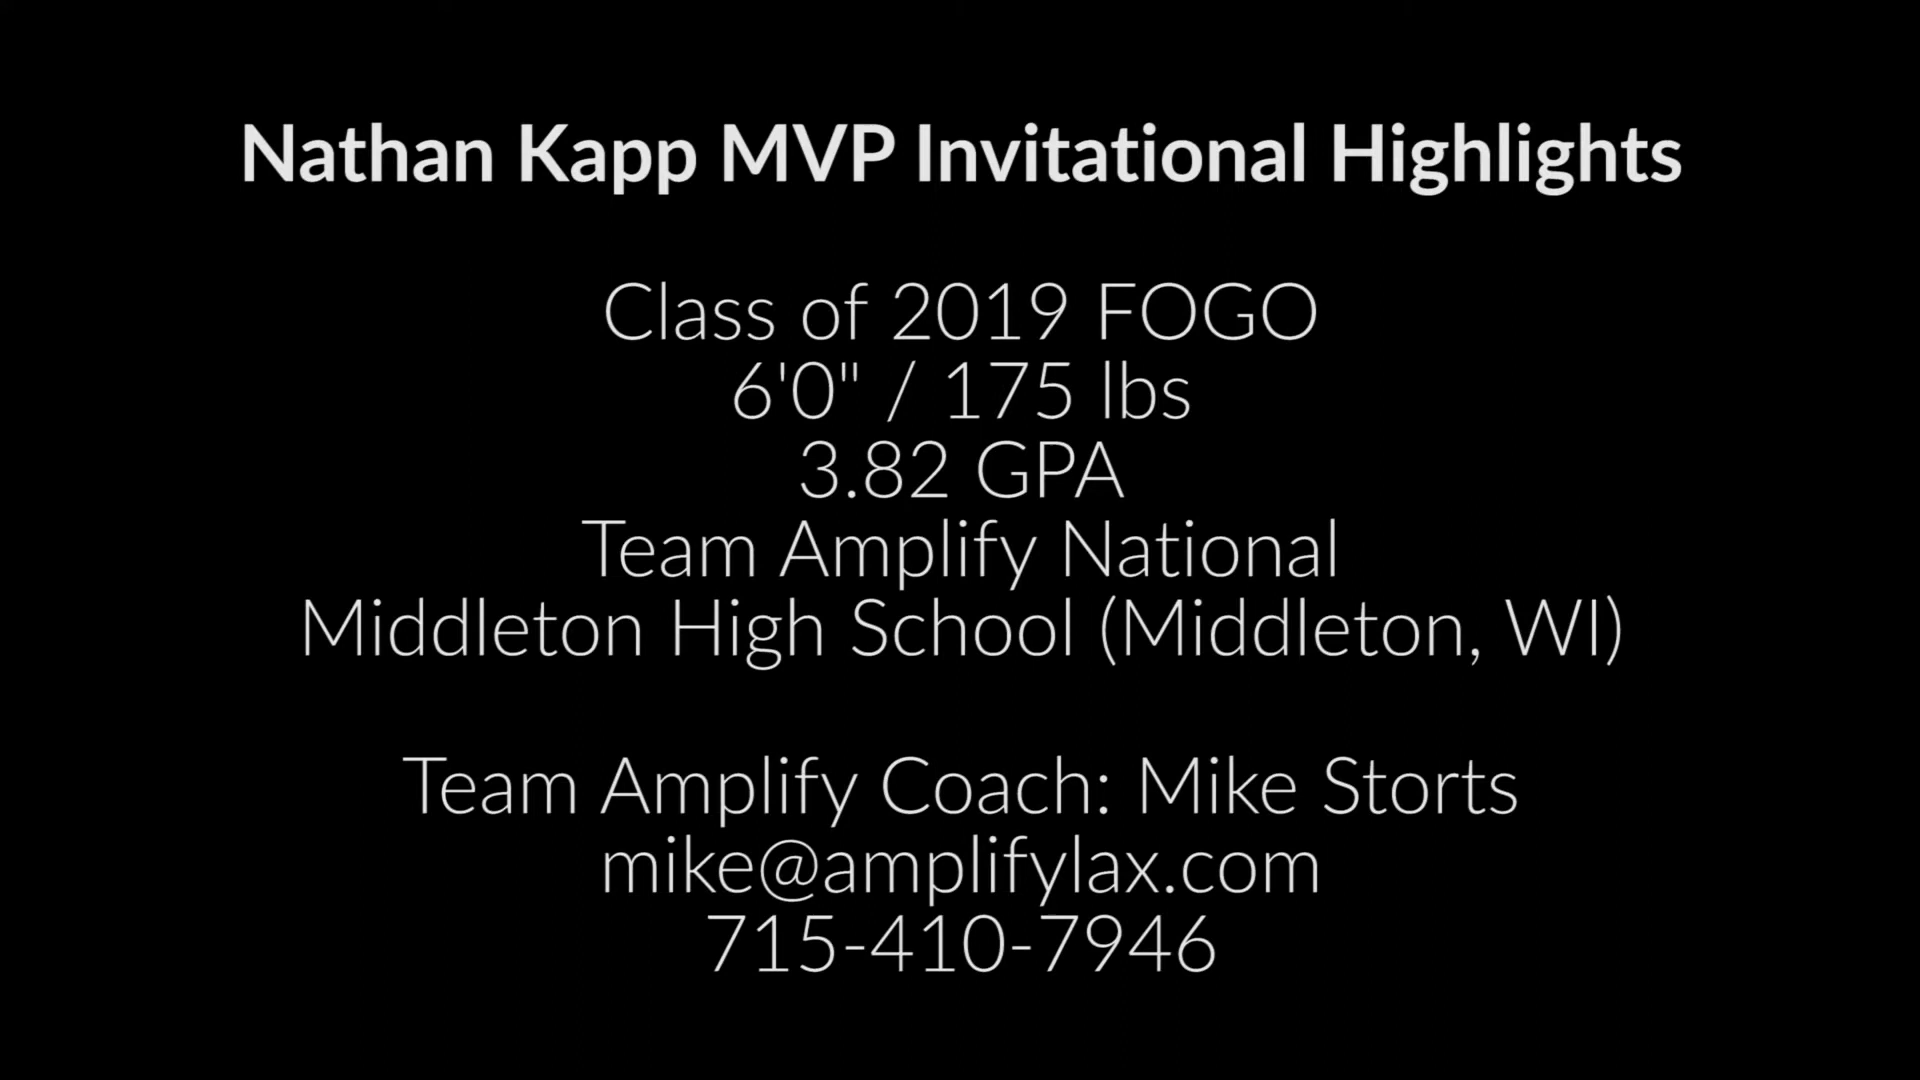 Nathan Kapp MVP Invitational Highlights
Class of 2019 FOGO
6'0" / 175 lbs
3.82 GPA
Team Amplify National
Middleton High School (Middleton, WI)
Team Amplify Coach: Mike Storts
mike@amplifylax.com
715-410-7946